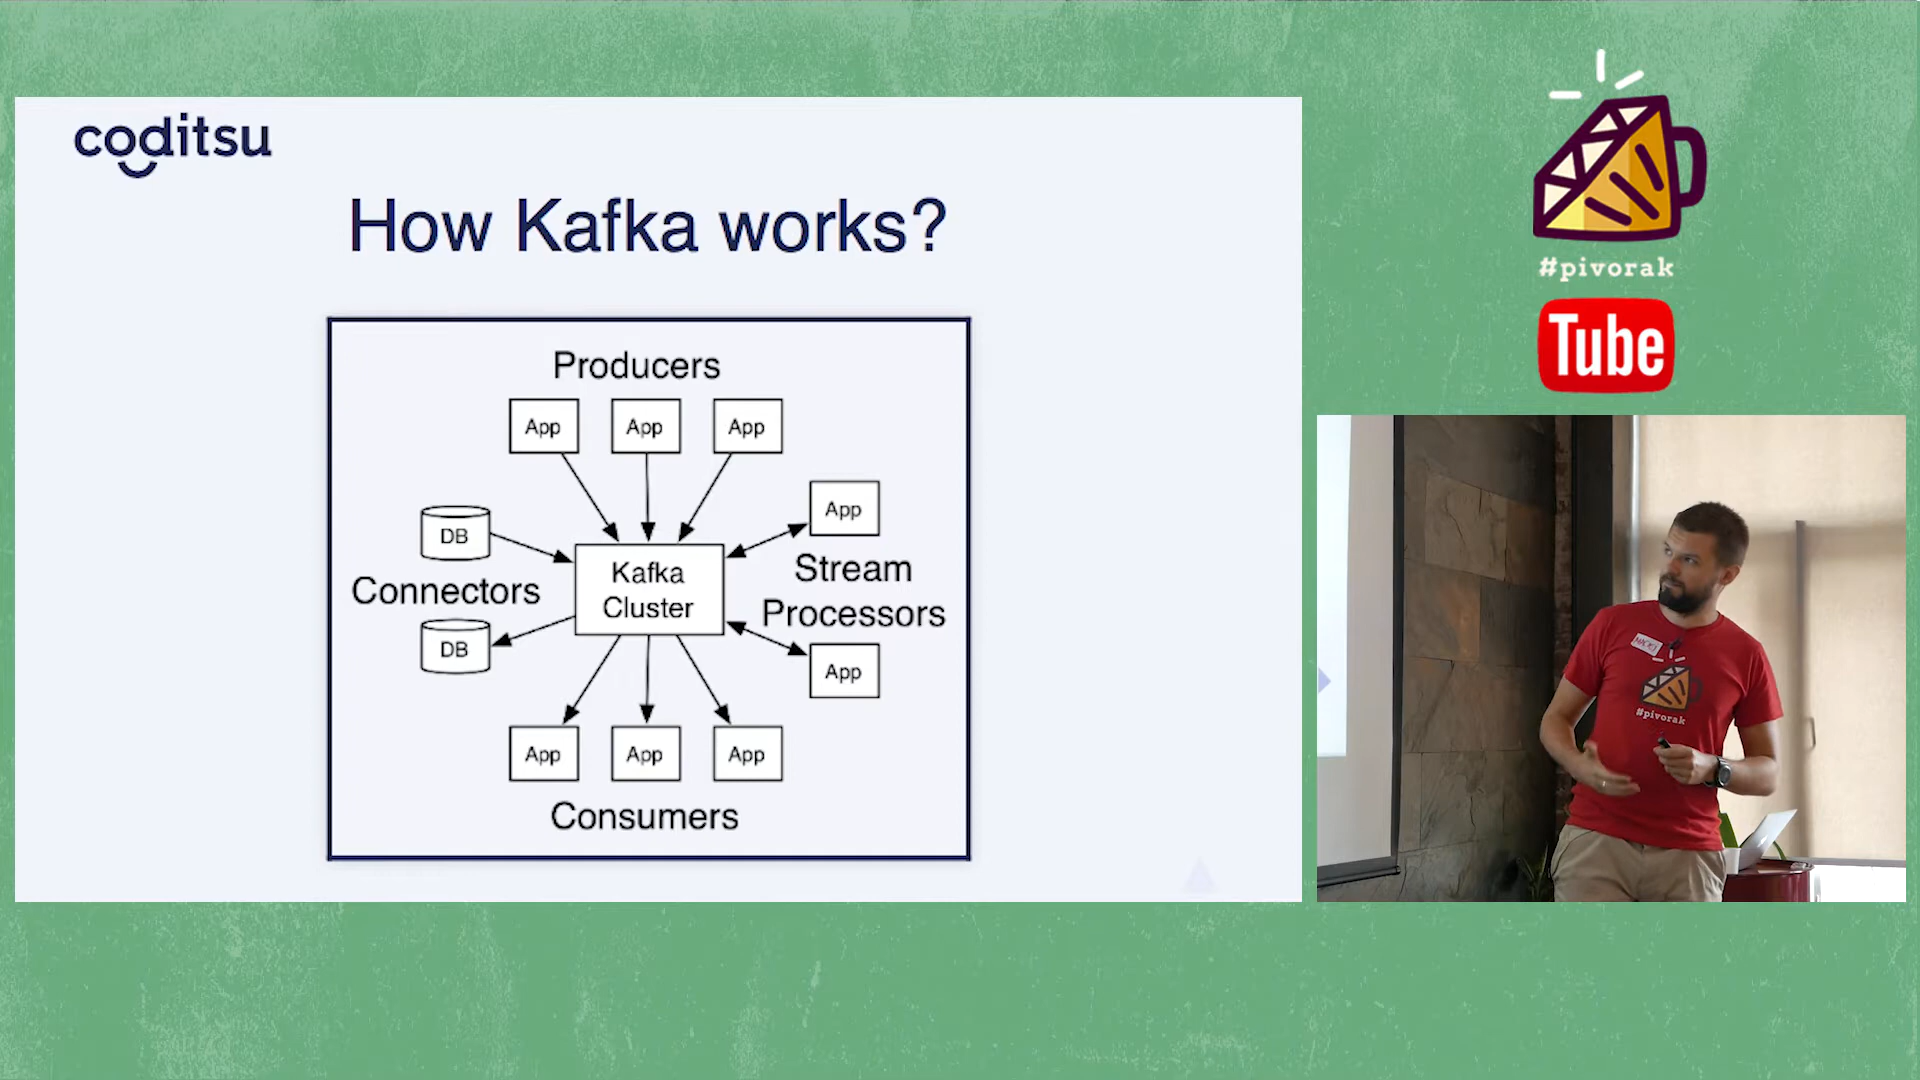 coditsu
How Kafka works?
Producers
App
App
App
App
DB
Kafka
Cluster
Stream
Processors
Connectors
DB
App
App
App
App
Consumers
#pivorak
Tube
#pivorak